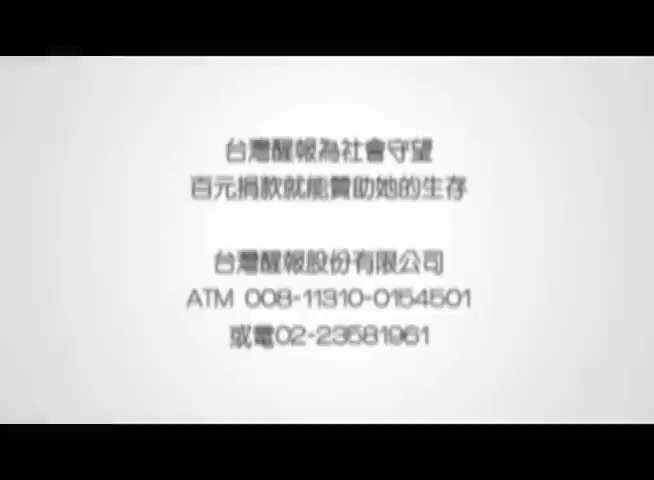 台灣醒報為社會守望
百元捐款就能贊助她的生存
台灣醒報股份有限公司
ATM 008-11310-0154501
或電02-23581961